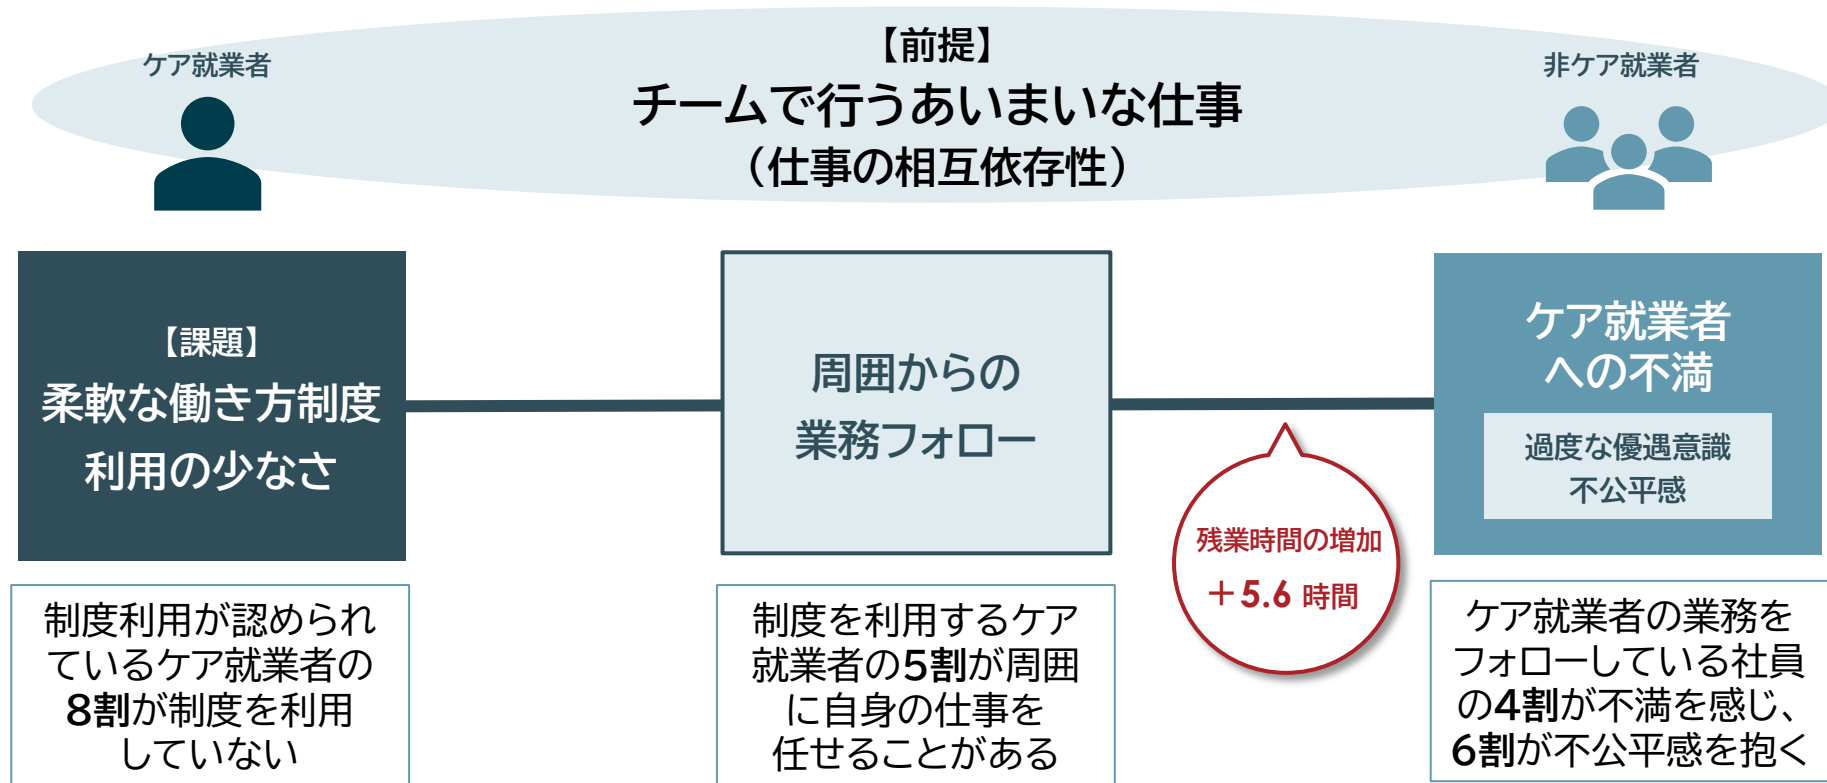 【前提】
チームで行うあいまいな仕事
（仕事の相互依存性）
ケア就業者
非ケア就業者
【課題】
柔軟な働き方制度
利用の少なさ
周囲からの
業務フォロー
ケア就業者
への不満
過度な優遇意識
不公平感
残業時間の増加
＋5.6 時間
制度利用が認められ
ているケア就業者の
8割が制度を利用
していない
制度を利用するケア
就業者の5割が周囲
に自身の仕事を
任せることがある
ケア就業者の業務を
フォローしている社員
の4割が不満を感じ、
6割が不公平感を抱く